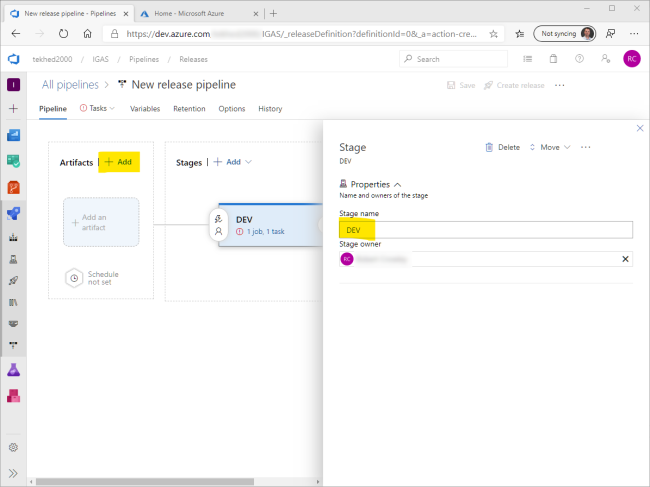 New release pipeline - Pipelines
Home - Microsoft Azure
https://dev.azure.com
IGAS/_releaseDefinition?definitionId=0&_a=action-cre...
Not syncing
tekhed2000 / IGAS / Pipelines / Releases
Search
RC
I
All pipelines > New release pipeline
Save
Create release
Pipeline
Tasks
Variables
Retention
Options
History
Artifacts | + Add
Stages | + Add
+ Add an
artifact
Schedule
not set
DEV
1 job, 1 task
Stage
DEV
Delete
Move
Properties
Name and owners of the stage
Stage name
DEV
Stage owner
RC